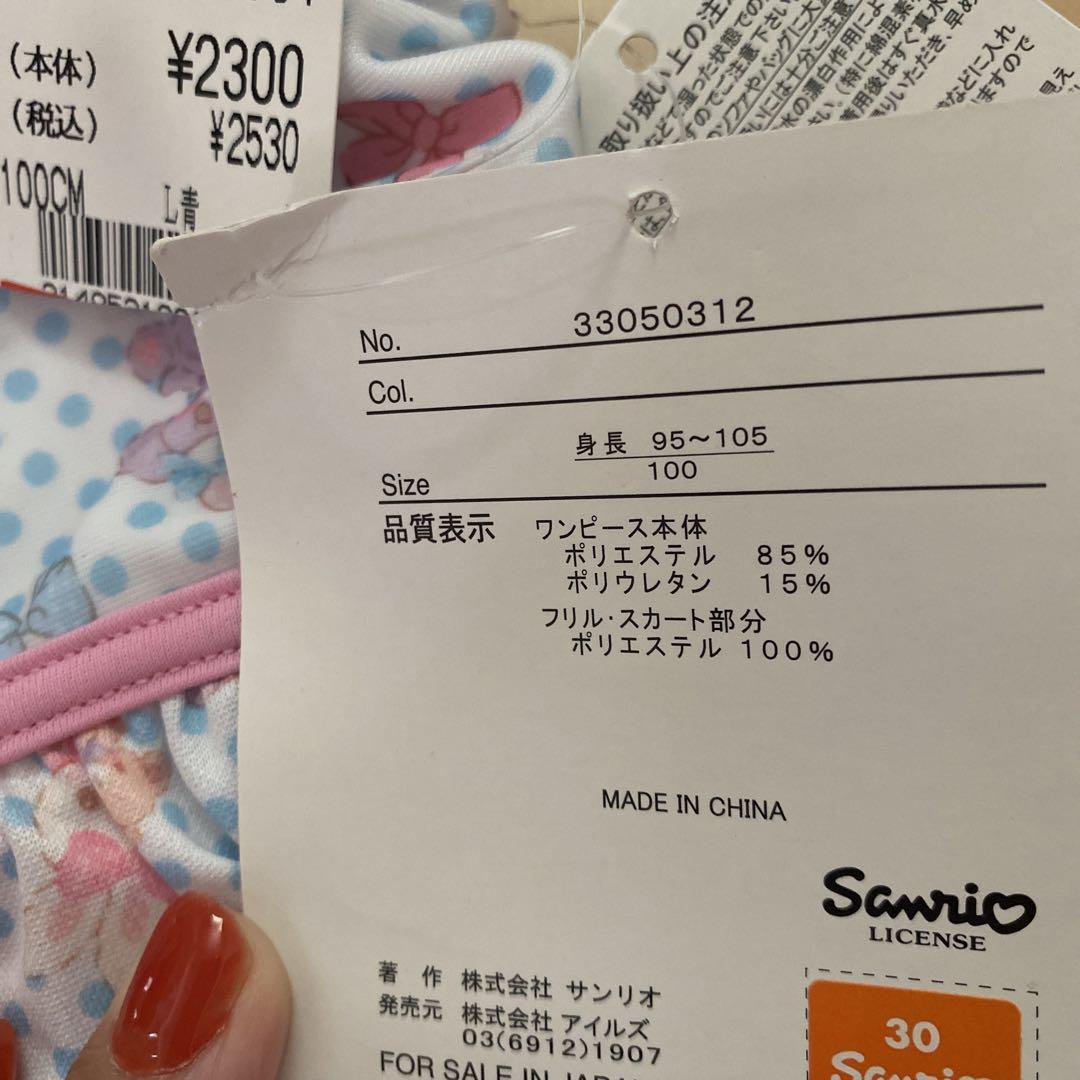 (本体) ¥2300
(税込) ¥2530
100CM L青
取り扱い上の注
No. 33050312
Col.
身長 95～105
Size 100
品質表示 ワンピース本体
ポリエステル 85%
ポリウレタン 15%
フリル・スカート部分
ポリエステル 100%
MADE IN CHINA
Sanrio
LICENSE
著作 株式会社 サンリオ
発売元 株式会社 アイルズ
03(6912)1907
FOR SALE IN JAPAN
30
Sanrio